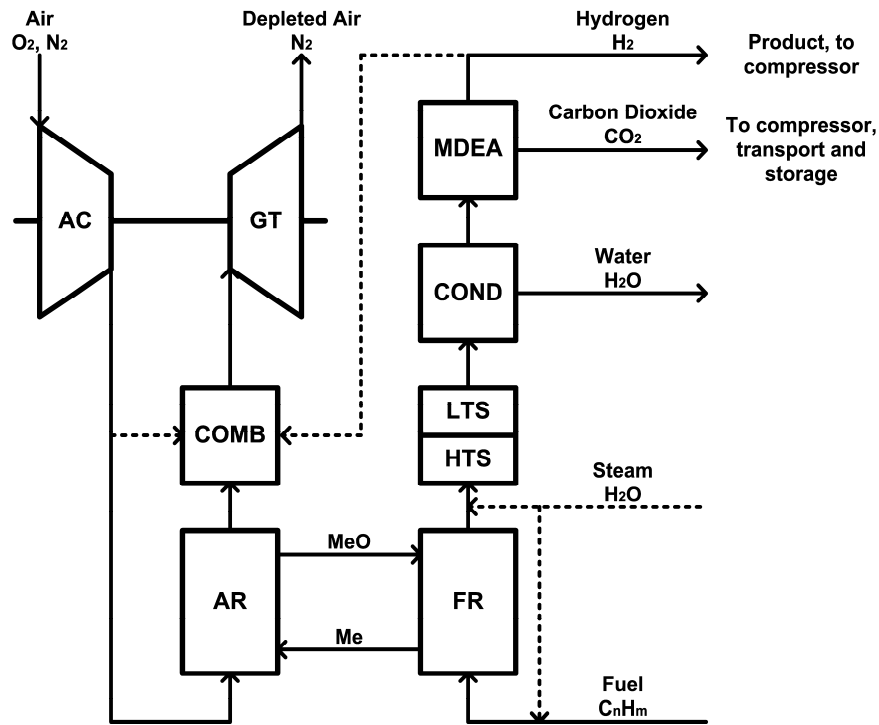 Air
O2, N2
Depleted Air
N2
Hydrogen
H2
Product, to
compressor
Carbon Dioxide
CO2
To compressor,
transport and
storage
MDEA
AC
GT
COND
Water
H2O
LTS
COMB
HTS
Steam
H2O
MeO
AR
FR
Me
Fuel
CnHm